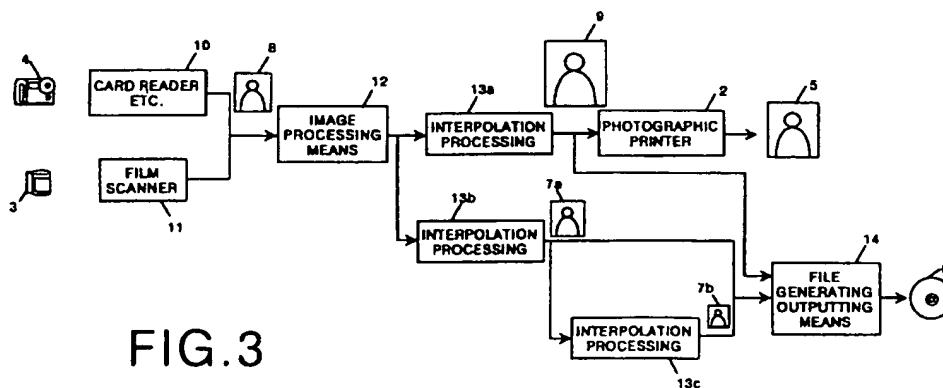 9
10
8
4
CARD READER
ETC.
12
13a
2
5
IMAGE
PROCESSING
MEANS
INTERPOLATION
PROCESSING
PHOTOGRAPHIC
PRINTER
3
FILM
SCANNER
11
13b
7a
INTERPOLATION
PROCESSING
14
7b
FILE
GENERATING
OUTPUTTING
MEANS
INTERPOLATION
PROCESSING
13c
FIG.3